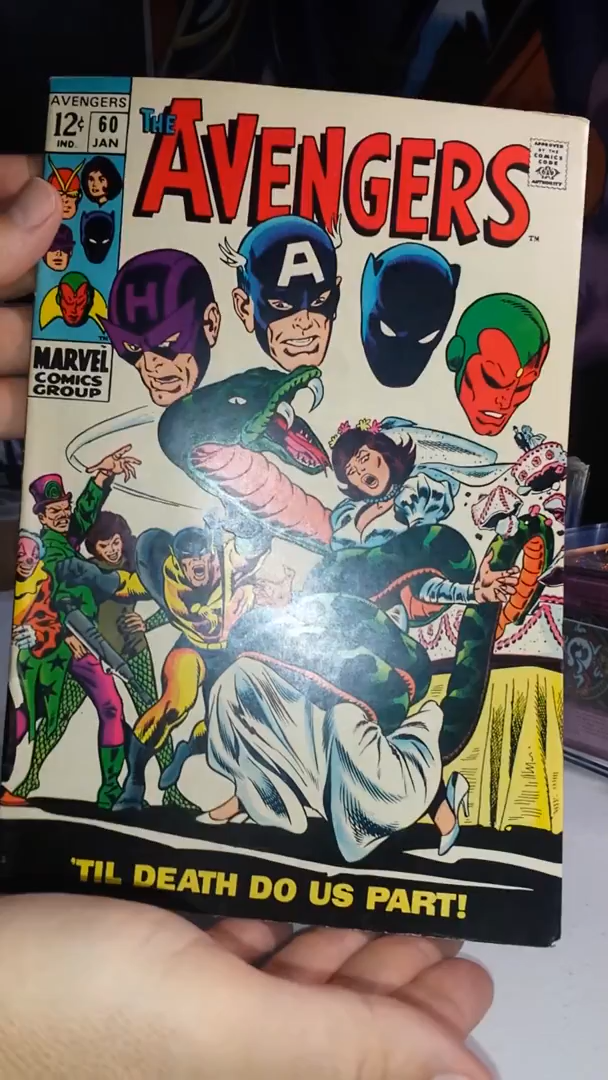 AVENGERS
12¢ 60
IND. JAN
THE
AVENGERS
TM
APPROVED
BY THE
COMICS
CODE
AUTHORITY
H
A
MARVEL
COMICS
GROUP
'TIL DEATH DO US PART!